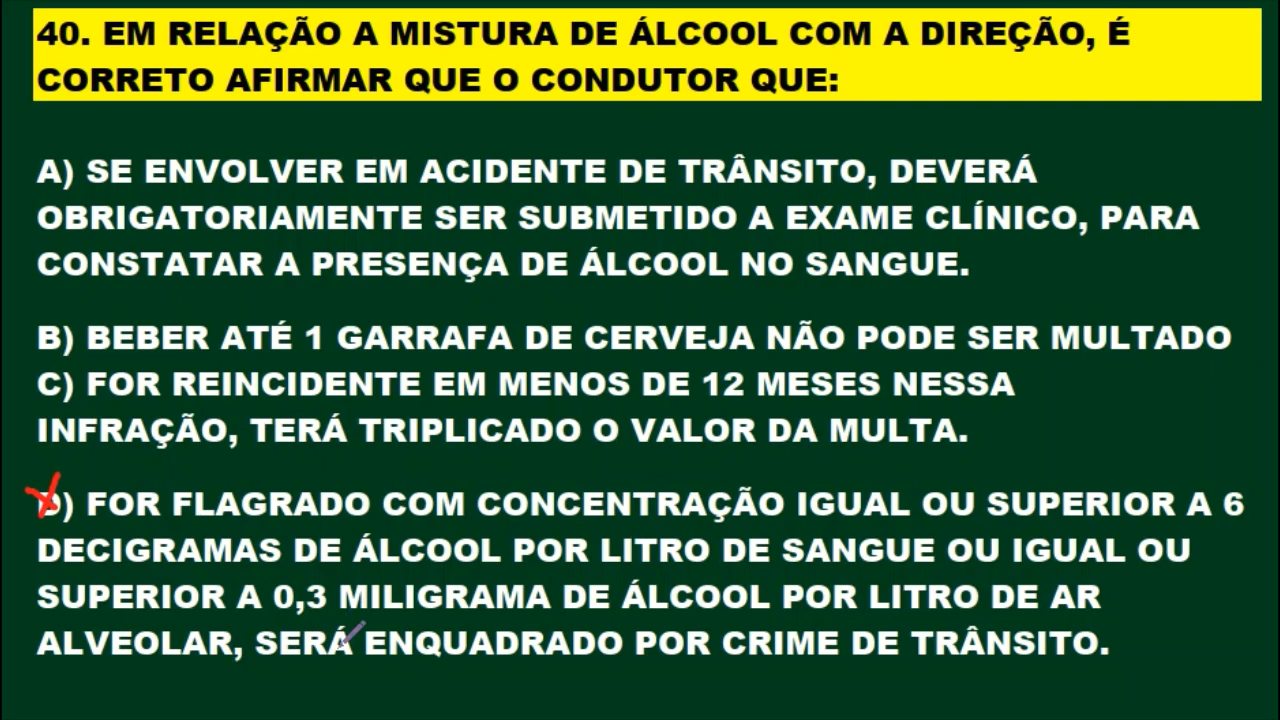 40. EM RELAÇÃO A MISTURA DE ÁLCOOL COM A DIREÇÃO, É
CORRETO AFIRMAR QUE O CONDUTOR QUE:
A) SE ENVOLVER EM ACIDENTE DE TRÂNSITO, DEVERÁ
OBRIGATORIAMENTE SER SUBMETIDO A EXAME CLÍNICO, PARA
CONSTATAR A PRESENÇA DE ÁLCOOL NO SANGUE.
B) BEBER ATÉ 1 GARRAFA DE CERVEJA NÃO PODE SER MULTADO
C) FOR REINCIDENTE EM MENOS DE 12 MESES NESSA
INFRAÇÃO, TERÁ TRIPLICADO O VALOR DA MULTA.
D) FOR FLAGRADO COM CONCENTRAÇÃO IGUAL OU SUPERIOR A 6
DECIGRAMAS DE ÁLCOOL POR LITRO DE SANGUE OU IGUAL OU
SUPERIOR A 0,3 MILIGRAMA DE ÁLCOOL POR LITRO DE AR
ALVEOLAR, SERÁ ENQUADRADO POR CRIME DE TRÂNSITO.